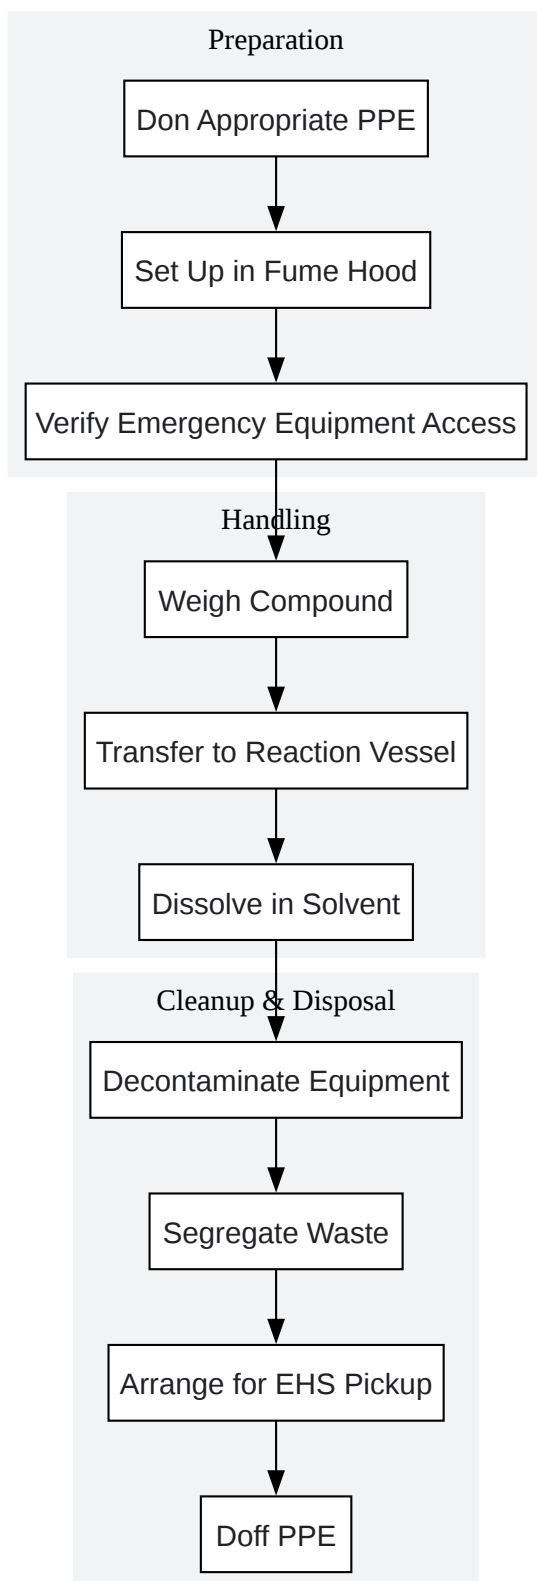 Preparation
Don Appropriate PPE
Set Up in Fume Hood
Verify Emergency Equipment Access
Handling
Weigh Compound
Transfer to Reaction Vessel
Dissolve in Solvent
Cleanup & Disposal
Decontaminate Equipment
Segregate Waste
Arrange for EHS Pickup
Doff PPE